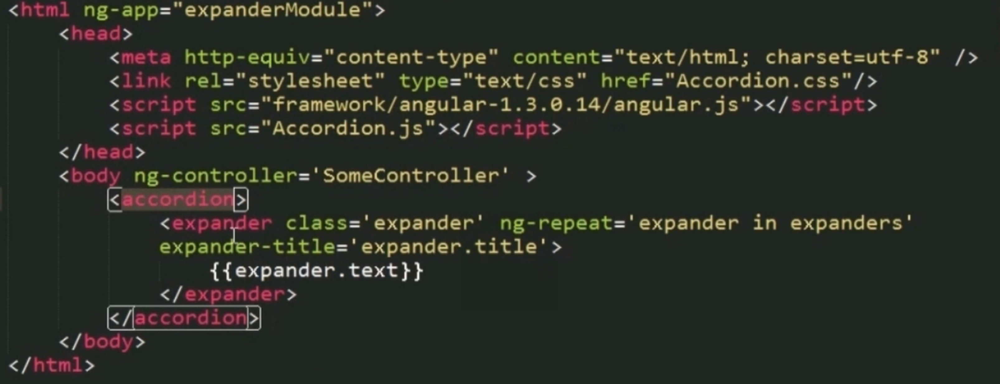 <html ng-app="expanderModule">
<head>
<meta http-equiv="content-type" content="text/html; charset=utf-8" />
<link rel="stylesheet" type="text/css" href="Accordion.css"/>
<script src="framework/angular-1.3.0.14/angular.js"></script>
<script src="Accordion.js"></script>
</head>
<body ng-controller='SomeController' >
<accordion>
<expander class='expander' ng-repeat='expander in expanders'
expander-title='expander.title'>
{{expander.text}}
</expander>
</accordion>
</body>
</html>